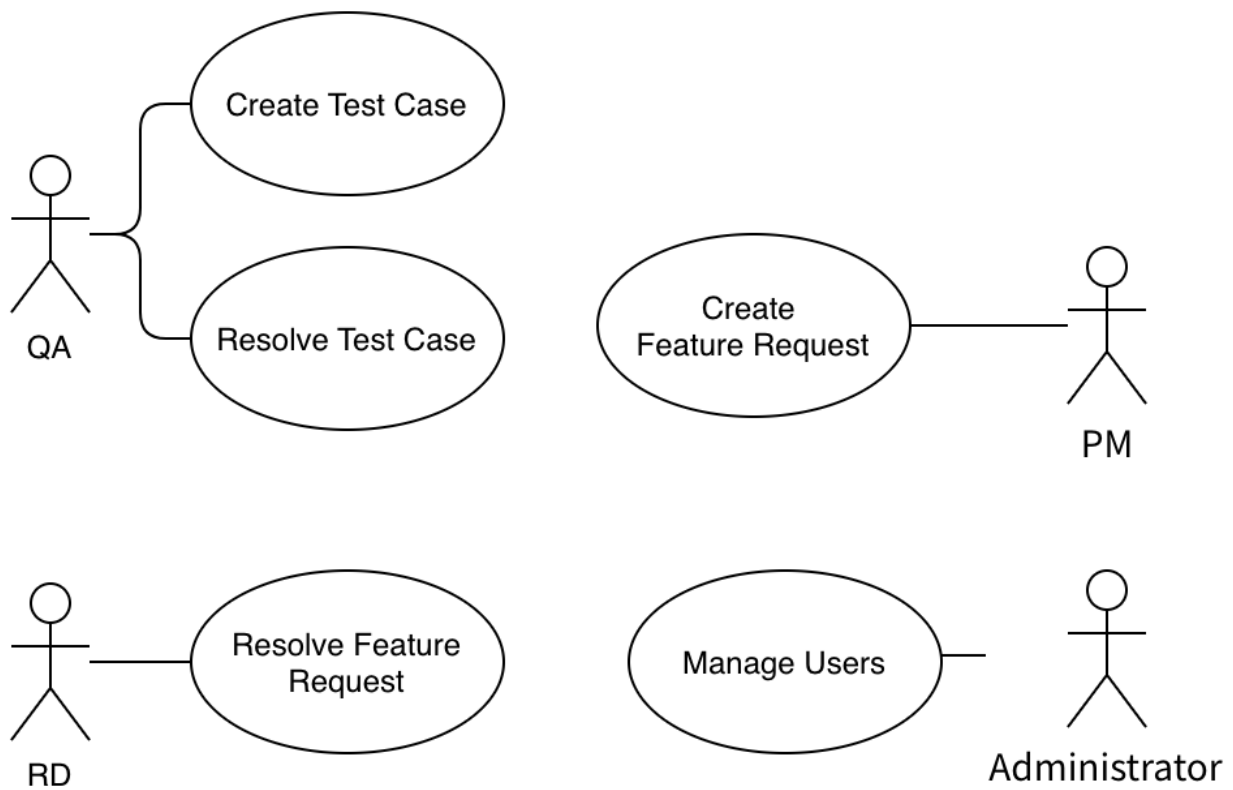 Create Test Case
QA
Resolve Test Case
Create
Feature Request
PM
Resolve Feature
Request
RD
Manage Users
Administrator